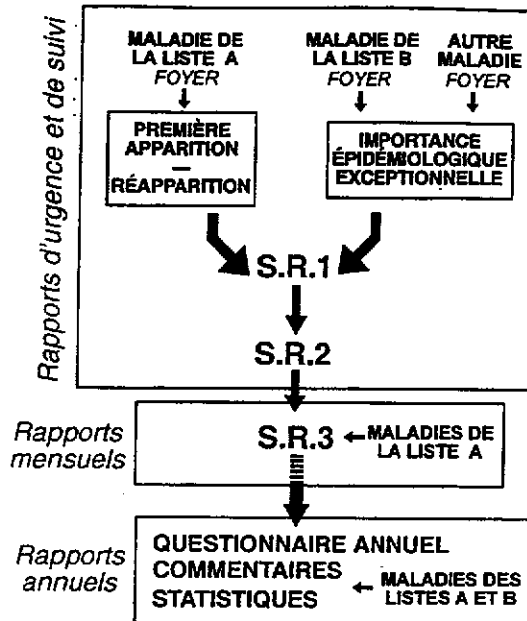 Rapports d'urgence et de suivi
MALADIE DE
LA LISTE A
FOYER
MALADIE DE
LA LISTE B
FOYER
AUTRE
MALADIE
FOYER
PREMIÈRE
APPARITION
—
RÉAPPARITION
IMPORTANCE
ÉPIDÉMIOLOGIQUE
EXCEPTIONNELLE
S.R.1
S.R.2
Rapports
mensuels
S.R.3
MALADIES DE
LA LISTE A
Rapports
annuels
QUESTIONNAIRE ANNUEL
COMMENTAIRES
STATISTIQUES
MALADIES DES
LISTES A ET B